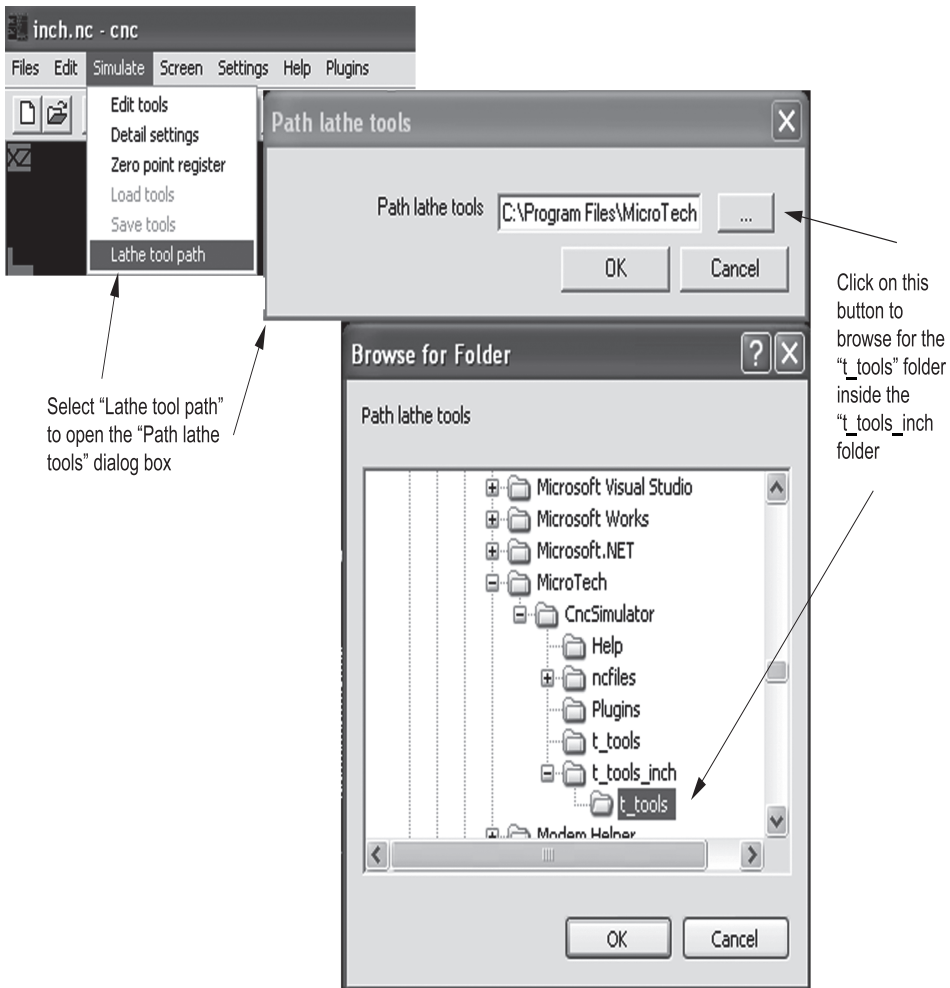 inch.nc - cnc
Files Edit Simulate Screen Settings Help Plugins
Edit tools
Detail settings
Zero point register
Load tools
Save tools
Lathe tool path
XZ
Path lathe tools
Path lathe tools C:\Program Files\MicroTech ...
OK Cancel
Select “Lathe tool path”
to open the “Path lathe
tools” dialog box
Click on this
button to
browse for the
“t_tools” folder
inside the
“t_tools_inch
folder
Browse for Folder
Path lathe tools
Microsoft Visual Studio
Microsoft Works
Microsoft.NET
MicroTech
CncSimulator
Help
ncfiles
Plugins
t_tools
t_tools_inch
t_tools
Modem Helper
OK Cancel